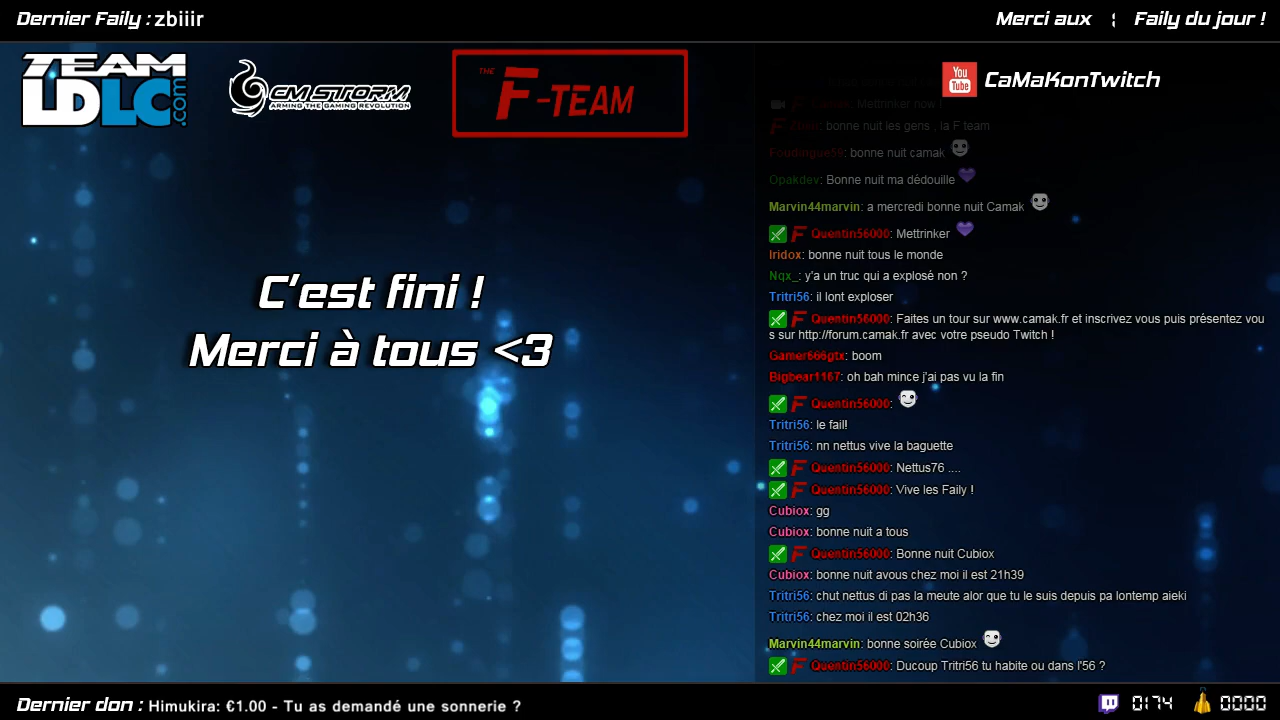 Dernier Faily : zbiiir
Merci aux
Faily du jour !
TEAM
LDLC.com
CM STORM
ARMING THE GAMING REVOLUTION
THE
F-TEAM
You
Tube
CaMaKonTwitch
C'est fini !
Merci à tous <3
Mettrinker now !
bonne nuit les gens , la F team
Foudingue59: bonne nuit camak
Opakdev: Bonne nuit ma dédouille
Marvin44marvin: a mercredi bonne nuit Camak
Quentin56000: Mettrinker
Iridox: bonne nuit tous le monde
Nqx_: y'a un truc qui a explosé non ?
Tritri56: il lont exploser
Quentin56000: Faites un tour sur www.camak.fr et inscrivez vous puis présentez vou
s sur http://forum.camak.fr avec votre pseudo Twitch !
Gamer666gtx: boom
Bigbear1167: oh bah mince j'ai pas vu la fin
Quentin56000:
Tritri56: le fail!
Tritri56: nn nettus vive la baguette
Quentin56000: Nettus76 ....
Quentin56000: Vive les Faily !
Cubiox: gg
Cubiox: bonne nuit a tous
Quentin56000: Bonne nuit Cubiox
Cubiox: bonne nuit avous chez moi il est 21h39
Tritri56: chut nettus di pas la meute alor que tu le suis depuis pa lontemp aieki
Tritri56: chez moi il est 02h36
Marvin44marvin: bonne soirée Cubiox
Quentin56000: Ducoup Tritri56 tu habite ou dans l'56 ?
Dernier don : Himukira: €1.00 - Tu as demandé une sonnerie ?
0174
0000